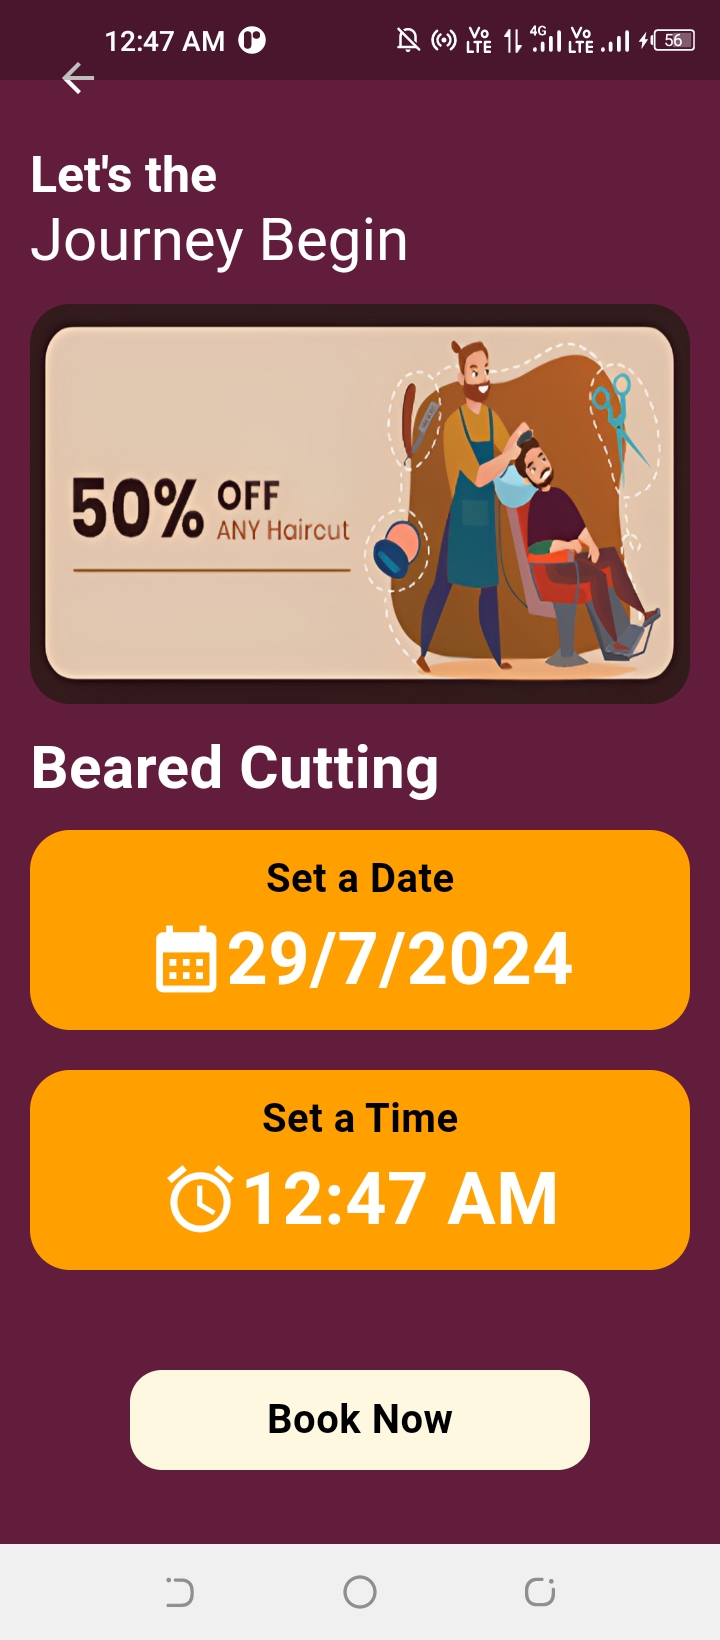 12:47 AM
Vo LTE 4G Vo LTE 56
Let's the
Journey Begin
50% OFF
ANY Haircut
Beared Cutting
Set a Date
29/7/2024
Set a Time
12:47 AM
Book Now